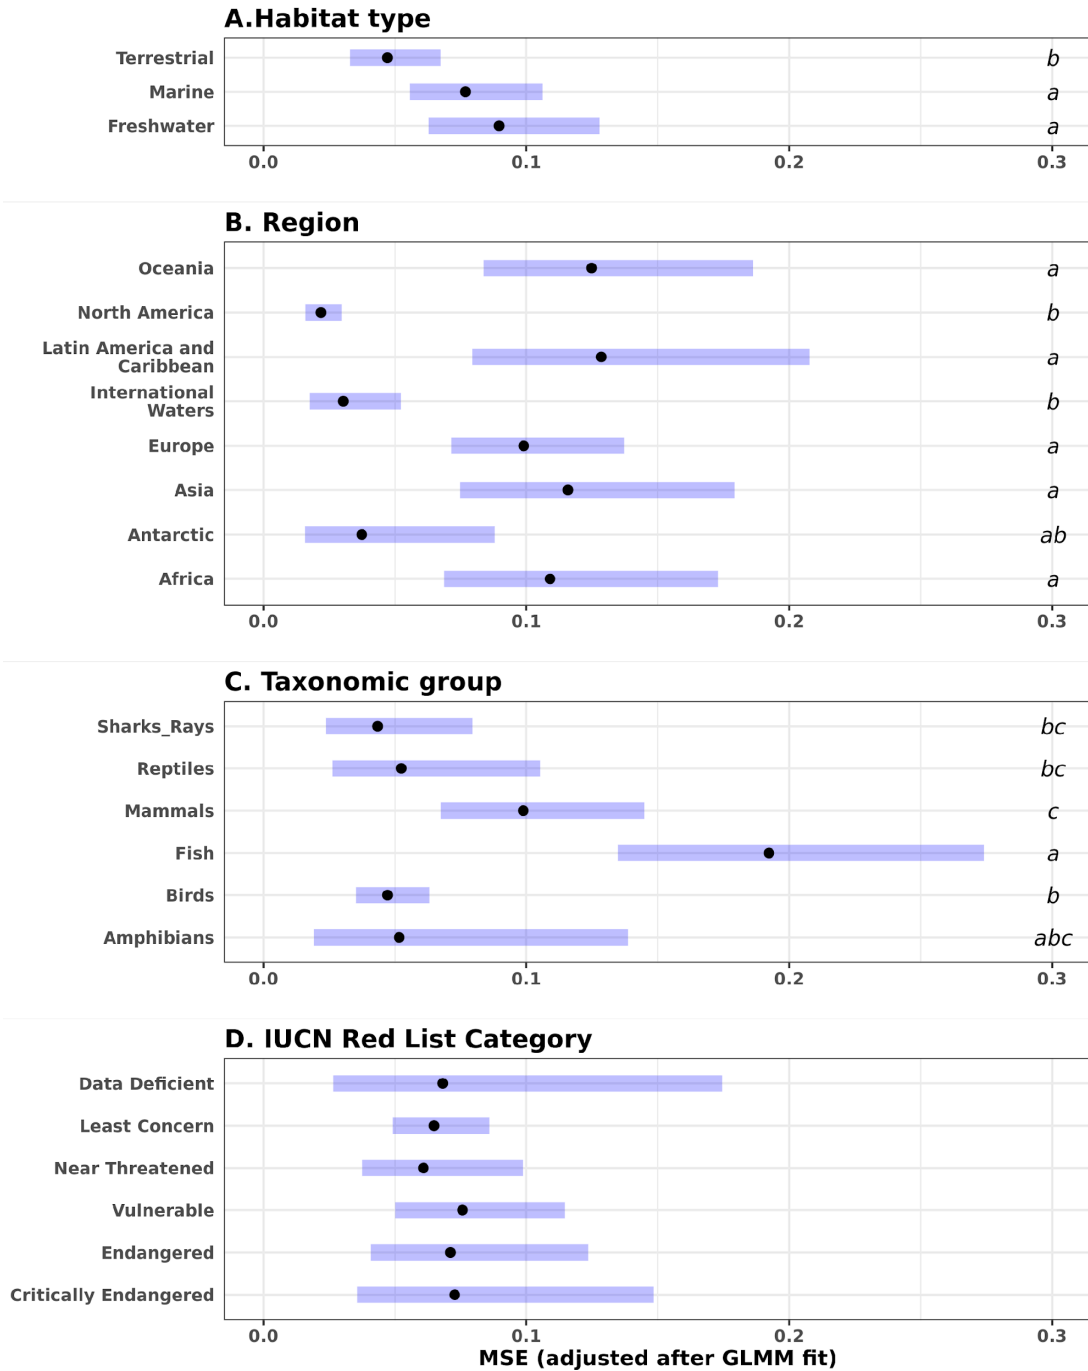 A.Habitat type
Terrestrial b
Marine a
Freshwater a
0.0 0.1 0.2 0.3
B. Region
Oceania a
North America b
Latin America and
Caribbean a
International
Waters b
Europe a
Asia a
Antarctic ab
Africa a
0.0 0.1 0.2 0.3
C. Taxonomic group
Sharks_Rays bc
Reptiles bc
Mammals c
Fish a
Birds b
Amphibians abc
0.0 0.1 0.2 0.3
D. IUCN Red List Category
Data Deficient
Least Concern
Near Threatened
Vulnerable
Endangered
Critically Endangered
0.0 0.1 0.2 0.3
MSE (adjusted after GLMM fit)